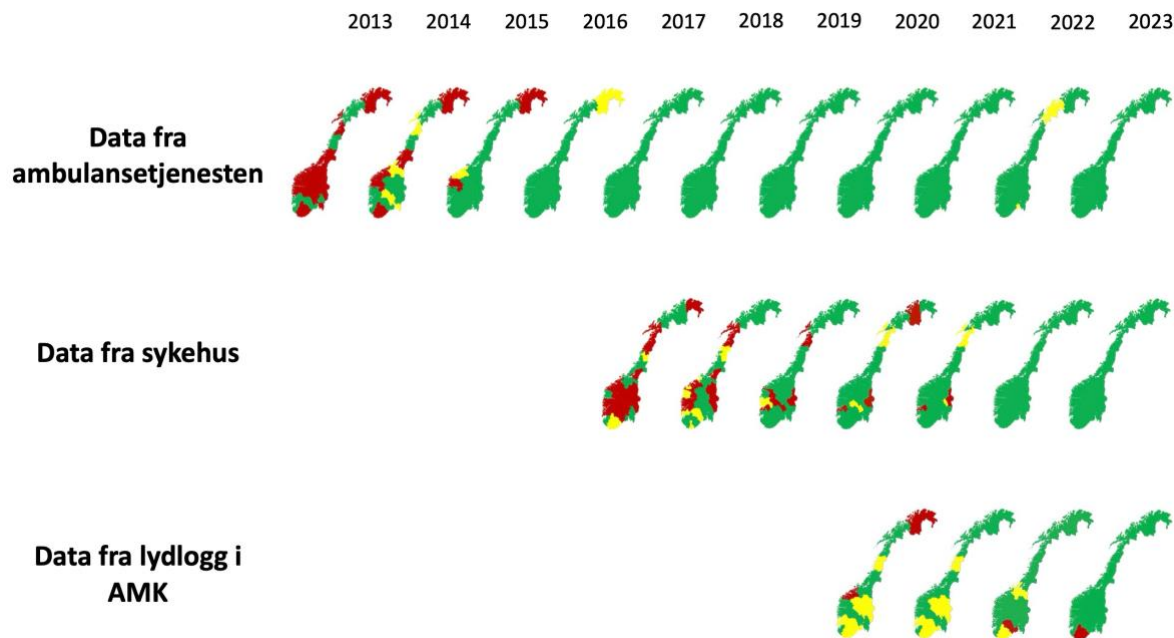 2013 2014 2015 2016 2017 2018 2019 2020 2021 2022 2023
Data fra
ambulansetjenesten
Data fra sykehus
Data fra lydlogg i
AMK